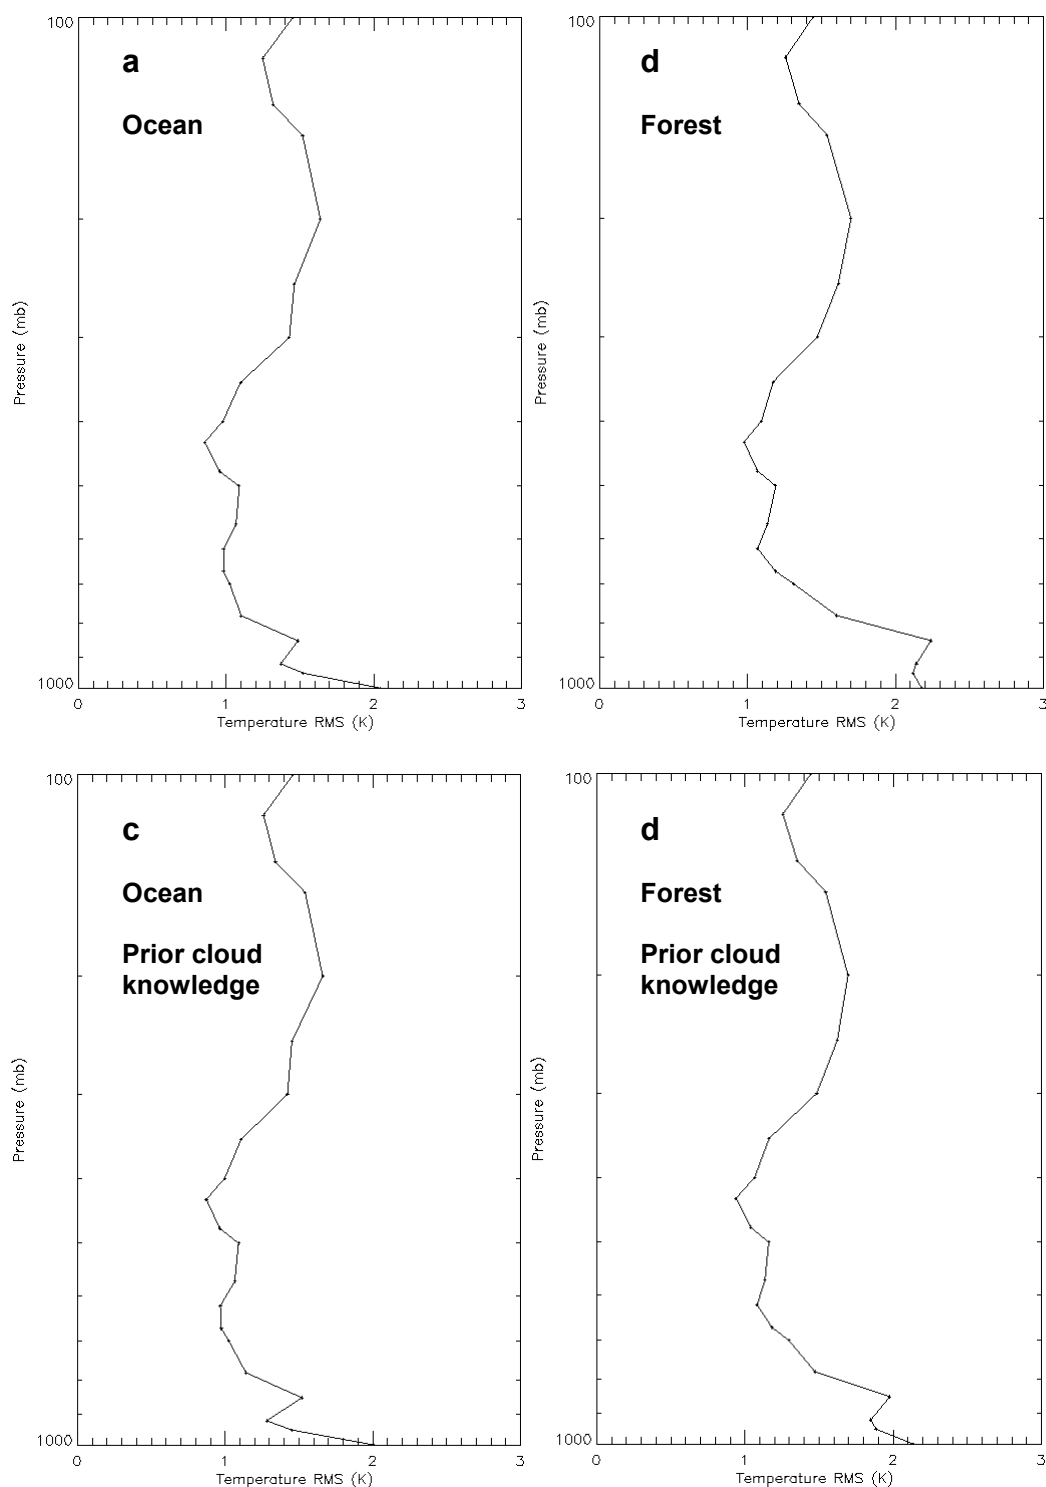 100
a
Ocean
Pressure (mb)
1000
0 1 2 3
Temperature RMS (K)
100
d
Forest
Pressure (mb)
1000
0 1 2 3
Temperature RMS (K)
100
c
Ocean
Prior cloud
knowledge
Pressure (mb)
1000
0 1 2 3
Temperature RMS (K)
100
d
Forest
Prior cloud
knowledge
Pressure (mb)
1000
0 1 2 3
Temperature RMS (K)